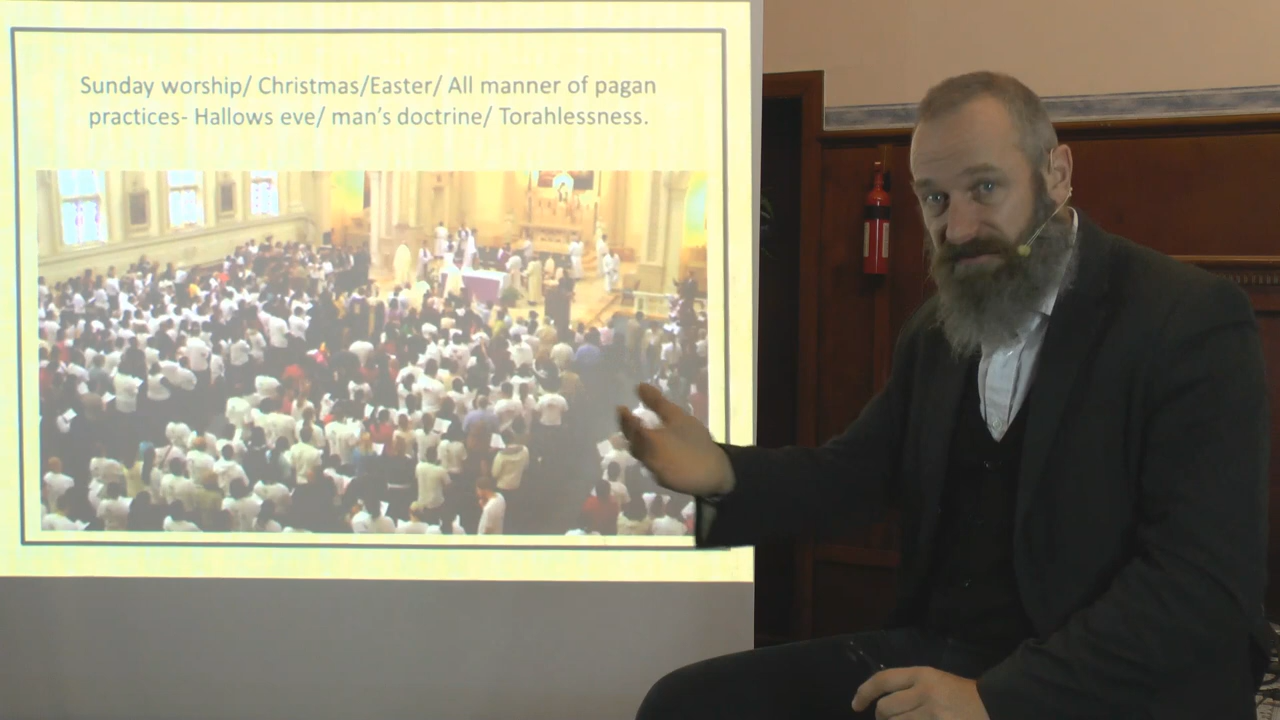 Sunday worship/ Christmas/Easter/ All manner of pagan
practices- Hallows eve/ man's doctrine/ Torahlessness.